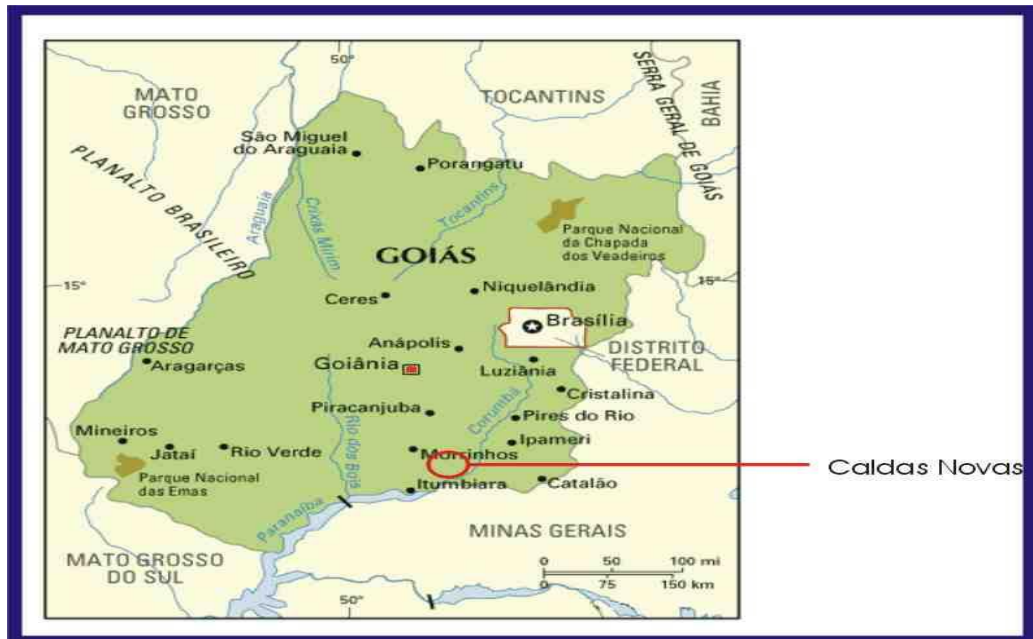 50°
MATO
GROSSO
TOCANTINS
SERRA GERAL DE GOIÁS
BAHIA
São Miguel
do Araguaia
Porangatu
PLANALTO BRASILEIRO
Araguaia
Crixas Mirim
Tocantins
Parque Nacional
da Chapada
dos Veadeiros
GOIÁS
15°
15°
Ceres
Niquelândia
Brasília
PLANALTO DE
MATO GROSSO
Anápolis
DISTRITO
FEDERAL
Aragarças
Goiânia
Luziânia
Cristalina
Piracanjuba
Corumbá
Pires do Rio
Mineiros
Rio dos Bois
Ipameri
Jataí
Rio Verde
Morrinhos
Caldas Novas
Parque Nacional
das Emas
Itumbiara
Catalão
Paranaíba
MINAS GERAIS
MATO GROSSO
DO SUL
0 50 100 mi
0 75 150 km
50°